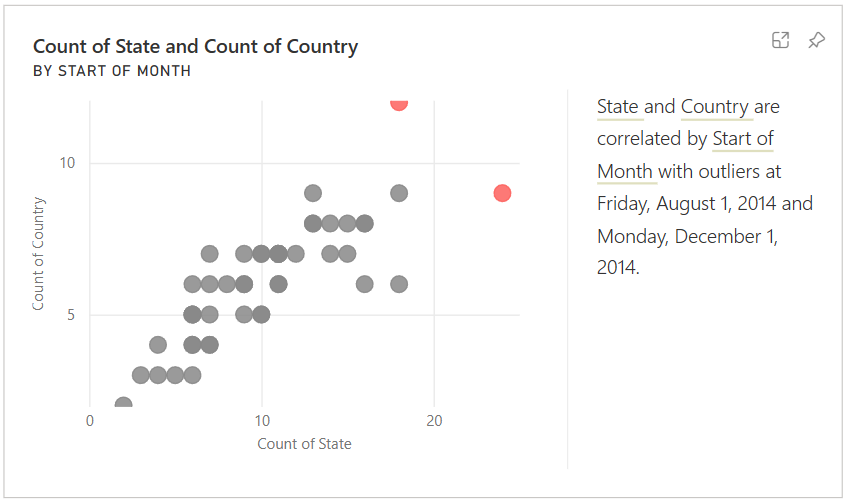 Count of State and Count of Country
BY START OF MONTH
10
5
Count of Country
0
10
20
Count of State
State and Country are
correlated by Start of
Month with outliers at
Friday, August 1, 2014 and
Monday, December 1,
2014.